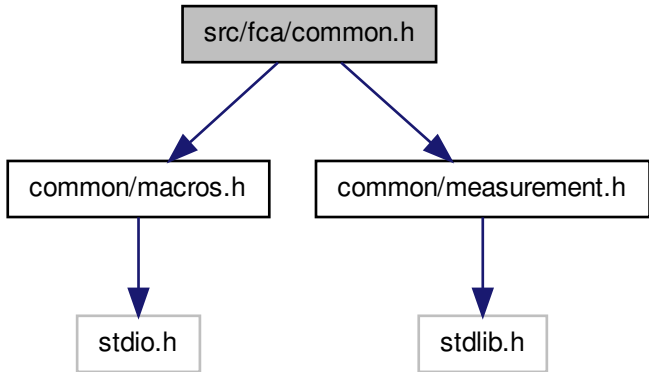 src/fca/common.h
common/macros.h
common/measurement.h
stdio.h
stdlib.h